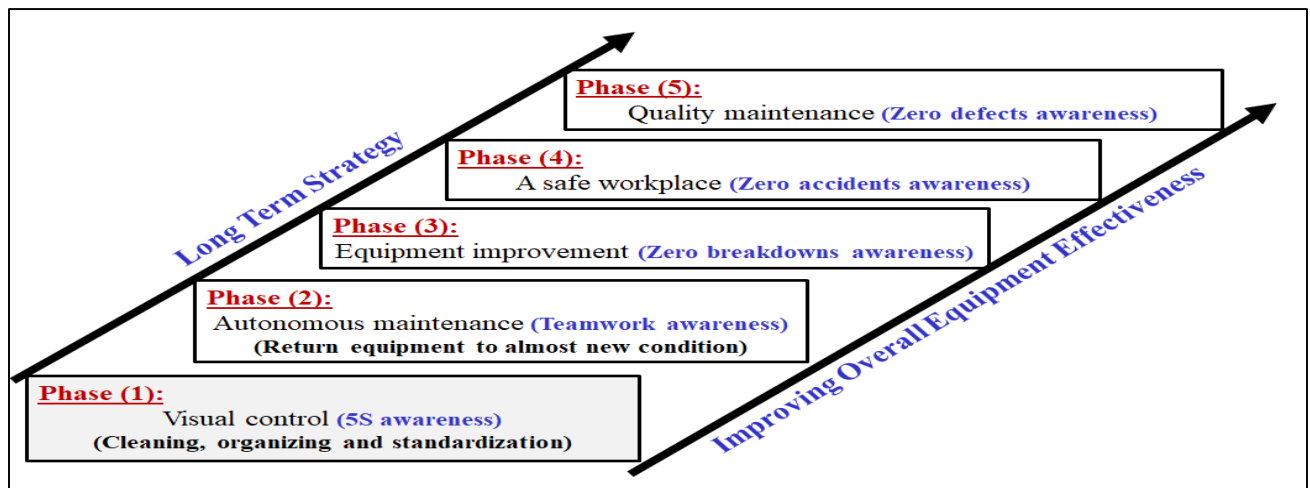 Phase (5):
Quality maintenance (Zero defects awareness)
Phase (4):
A safe workplace (Zero accidents awareness)
Phase (3):
Equipment improvement (Zero breakdowns awareness)
Phase (2):
Autonomous maintenance (Teamwork awareness)
(Return equipment to almost new condition)
Phase (1):
Visual control (5S awareness)
(Cleaning, organizing and standardization)
Long Term Strategy
Improving Overall Equipment Effectiveness